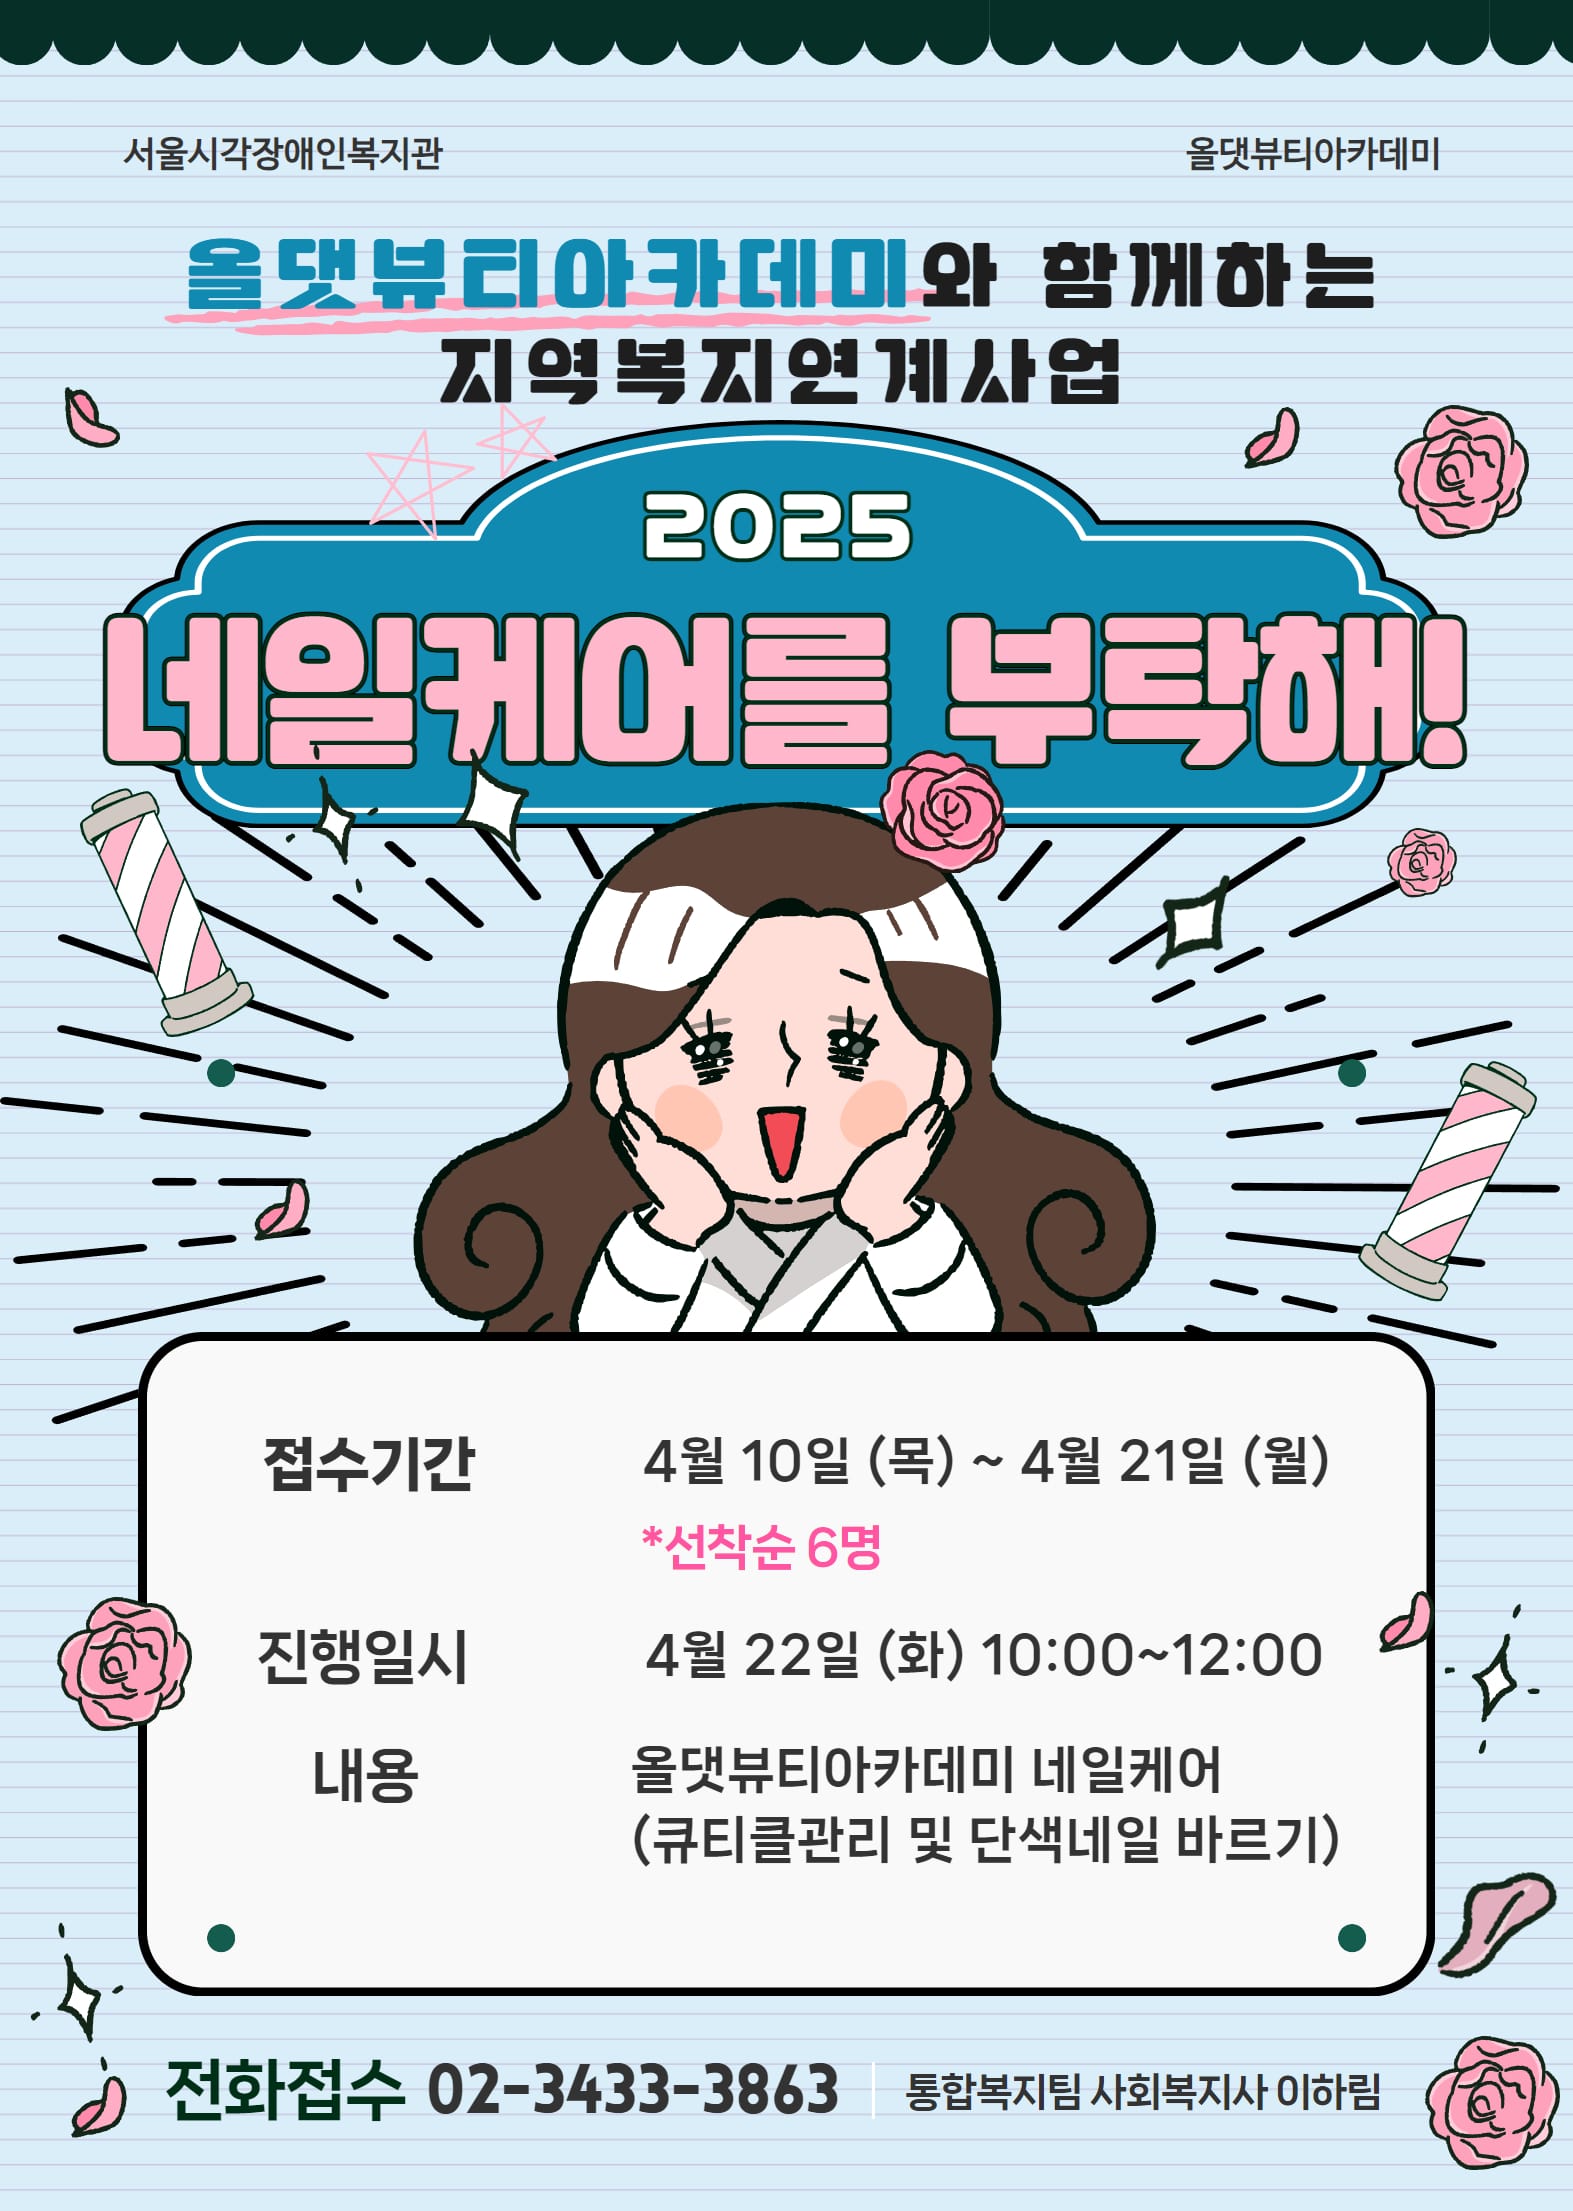 서울시각장애인복지관
올댓뷰티아카데미
올댓뷰티아카데미와 함께하는
지역복지연계사업
2025
네일케어를 부탁해!
접수기간
4월 10일 (목) ~ 4월 21일 (월)
*선착순 6명
진행일시
4월 22일 (화) 10:00~12:00
내용
올댓뷰티아카데미 네일케어
(큐티클관리 및 단색네일 바르기)
전화접수 02-3433-3863
통합복지팀 사회복지사 이하림